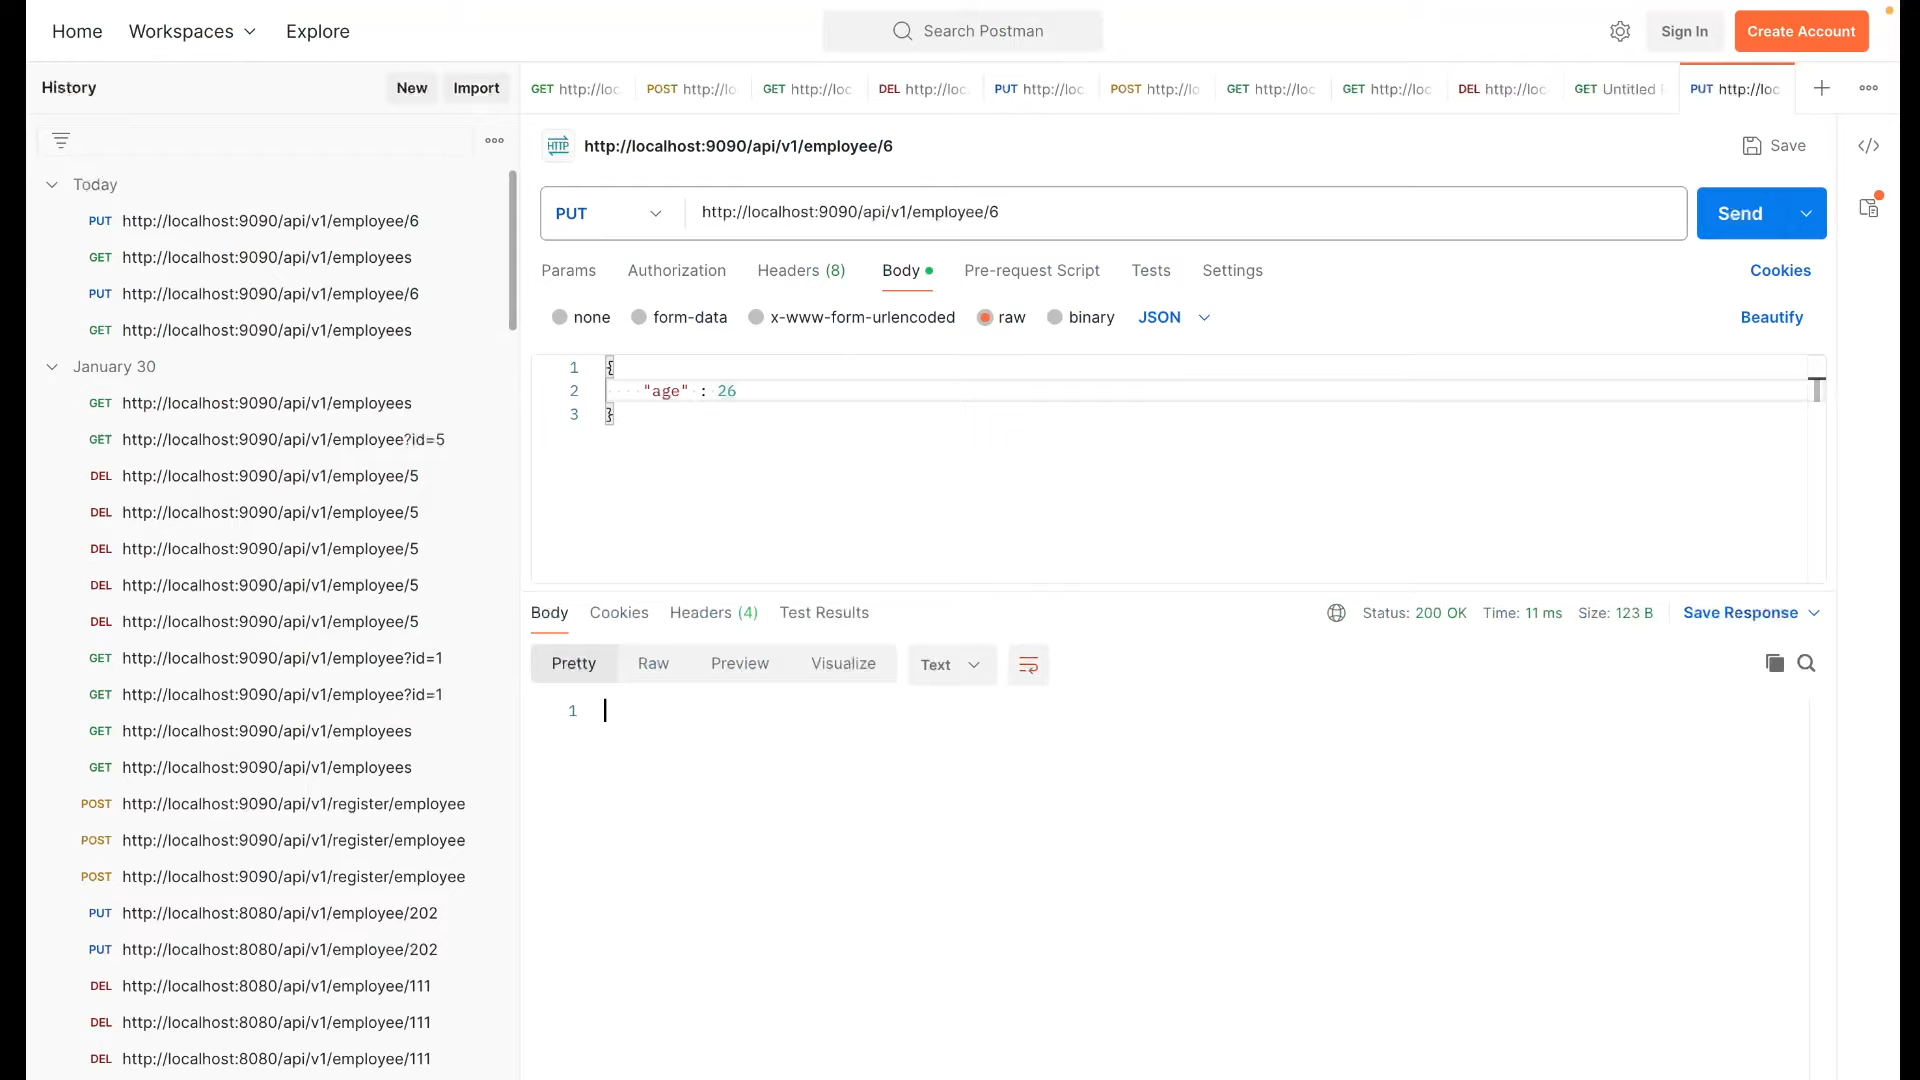 Home Workspaces Explore Search Postman Sign In Create Account
History New Import
GET http://loc POST http://lo GET http://loc DEL http://loc PUT http://loc POST http://lo GET http://loc GET http://loc DEL http://loc GET Untitled PUT http://loc
HTTP http://localhost:9090/api/v1/employee/6 Save
Today
PUT http://localhost:9090/api/v1/employee/6
GET http://localhost:9090/api/v1/employees
PUT http://localhost:9090/api/v1/employee/6
GET http://localhost:9090/api/v1/employees
January 30
GET http://localhost:9090/api/v1/employees
GET http://localhost:9090/api/v1/employee?id=5
DEL http://localhost:9090/api/v1/employee/5
DEL http://localhost:9090/api/v1/employee/5
DEL http://localhost:9090/api/v1/employee/5
DEL http://localhost:9090/api/v1/employee/5
DEL http://localhost:9090/api/v1/employee/5
GET http://localhost:9090/api/v1/employee?id=1
GET http://localhost:9090/api/v1/employee?id=1
GET http://localhost:9090/api/v1/employees
GET http://localhost:9090/api/v1/employees
POST http://localhost:9090/api/v1/register/employee
POST http://localhost:9090/api/v1/register/employee
POST http://localhost:9090/api/v1/register/employee
PUT http://localhost:8080/api/v1/employee/202
PUT http://localhost:8080/api/v1/employee/202
DEL http://localhost:8080/api/v1/employee/111
DEL http://localhost:8080/api/v1/employee/111
DEL http://localhost:8080/api/v1/employee/111
PUT http://localhost:9090/api/v1/employee/6 Send
Params Authorization Headers (8) Body Pre-request Script Tests Settings Cookies
none form-data x-www-form-urlencoded raw binary JSON Beautify
1 {
2 "age" : 26
3 }
Body Cookies Headers (4) Test Results Status: 200 OK Time: 11 ms Size: 123 B Save Response
Pretty Raw Preview Visualize Text
1